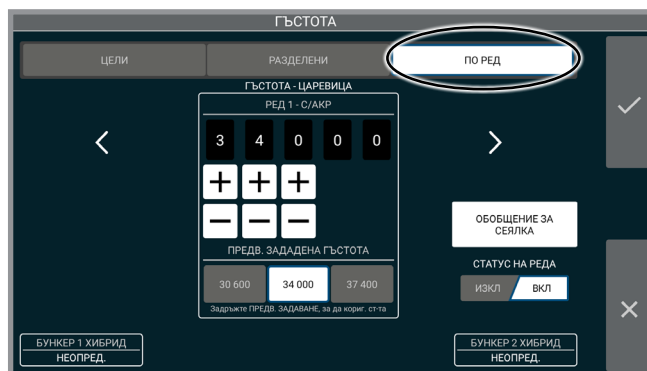 ГЪСТОТА
ЦЕЛИ
РАЗДЕЛЕНИ
ПО РЕД
ГЪСТОТА - ЦАРЕВИЦА
РЕД 1 - С/АКР
3 4 0 0 0
+ + +
− − −
ПРЕДВ. ЗАДАДЕНА ГЪСТОТА
30 600
34 000
37 400
Задръжте ПРЕДВ. ЗАДАВАНЕ, за да кориг. ст-та
ОБОБЩЕНИЕ ЗА
СЕЯЛКА
СТАТУС НА РЕДА
ИЗКЛ
ВКЛ
БУНКЕР 1 ХИБРИД
НЕОПРЕД.
БУНКЕР 2 ХИБРИД
НЕОПРЕД.